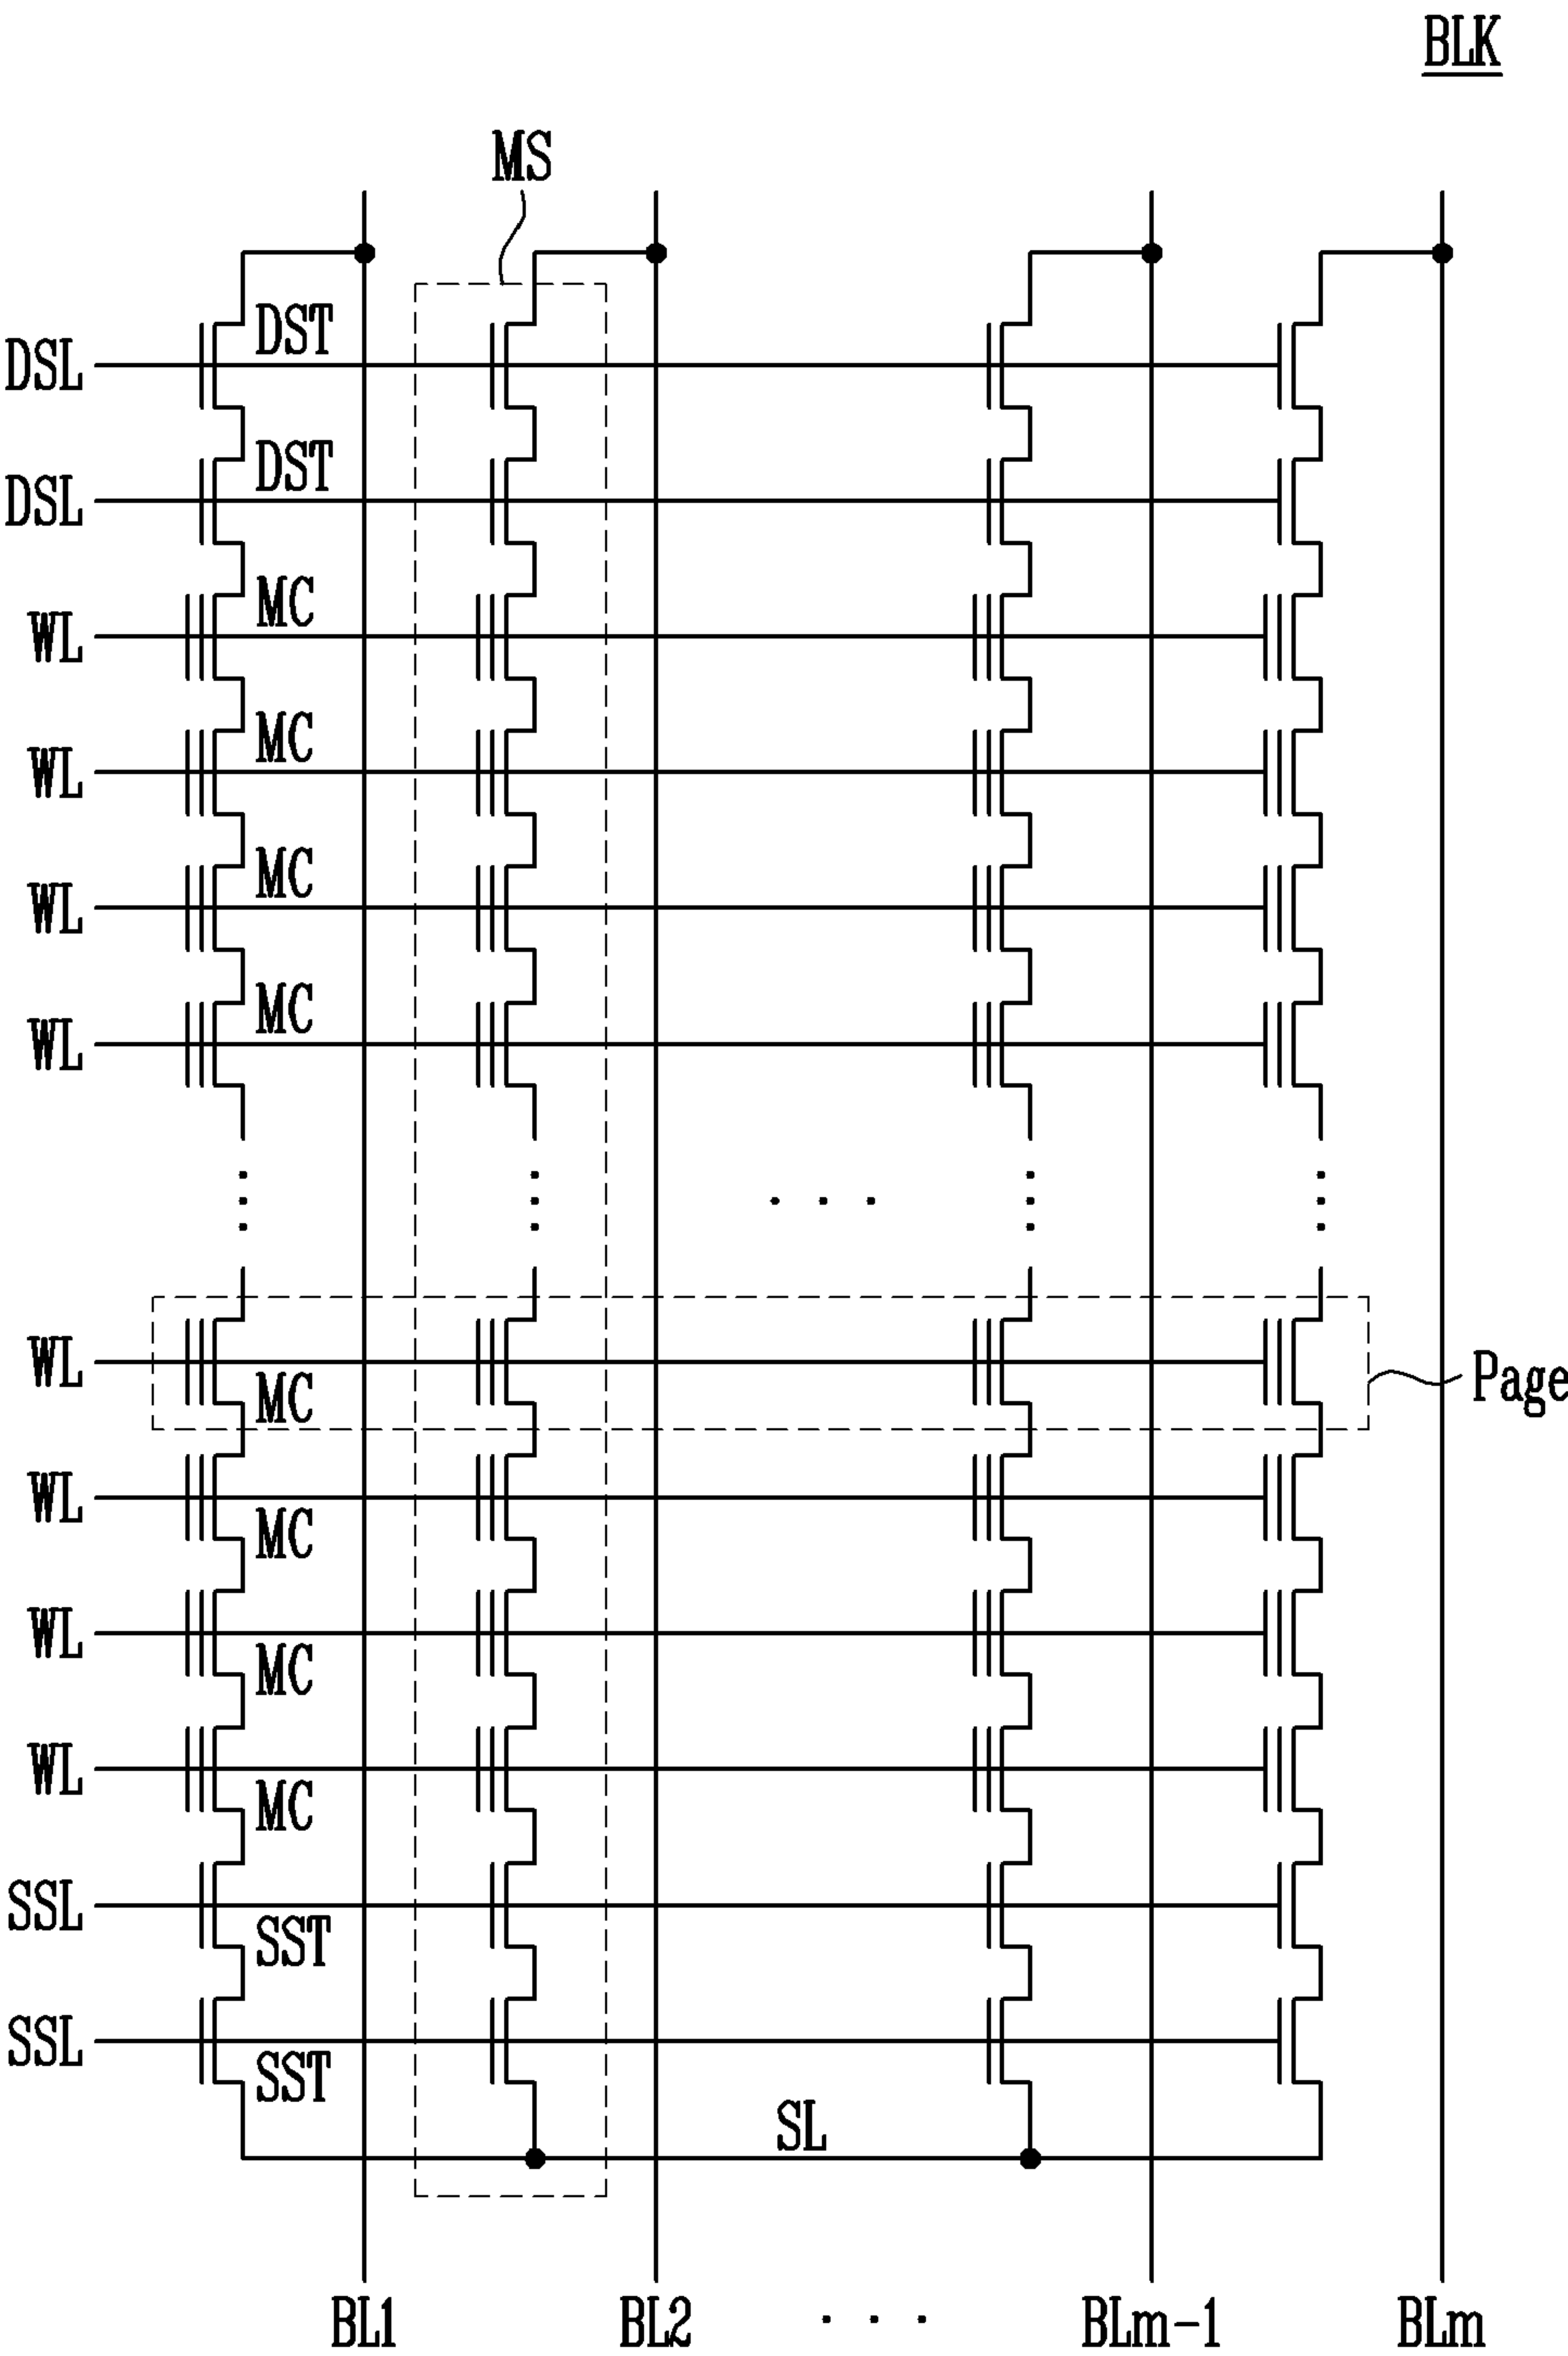 BLK
MS
DST
DSL
DST
DSL
MC
WL
MC
WL
MC
WL
MC
WL
WL
Page
MC
WL
MC
WL
MC
WL
MC
SSL
SST
SSL
SST
SL
BL1 BL2 . . . BLm-1 BLm